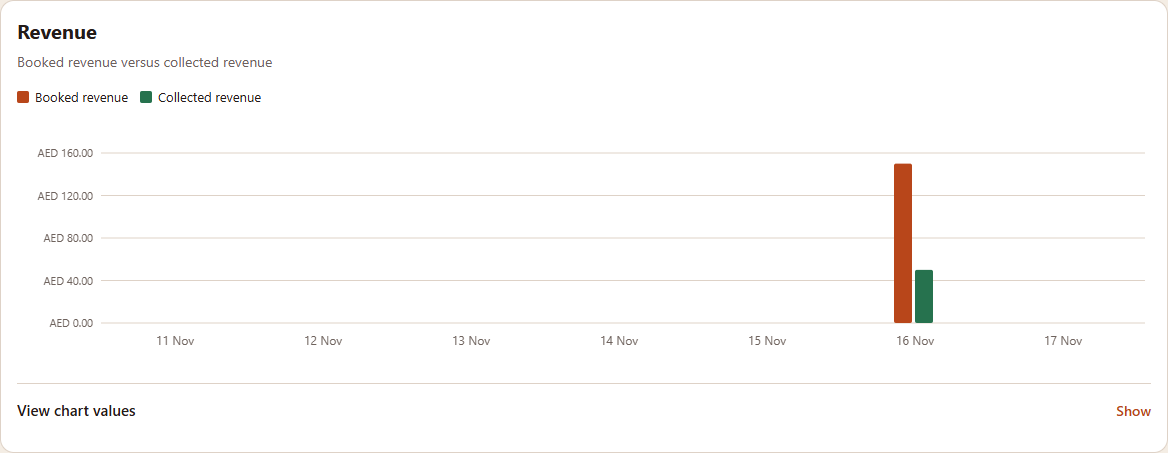 Revenue
Booked revenue versus collected revenue
Booked revenue Collected revenue
AED 160.00
AED 120.00
AED 80.00
AED 40.00
AED 0.00
11 Nov 12 Nov 13 Nov 14 Nov 15 Nov 16 Nov 17 Nov
View chart values Show